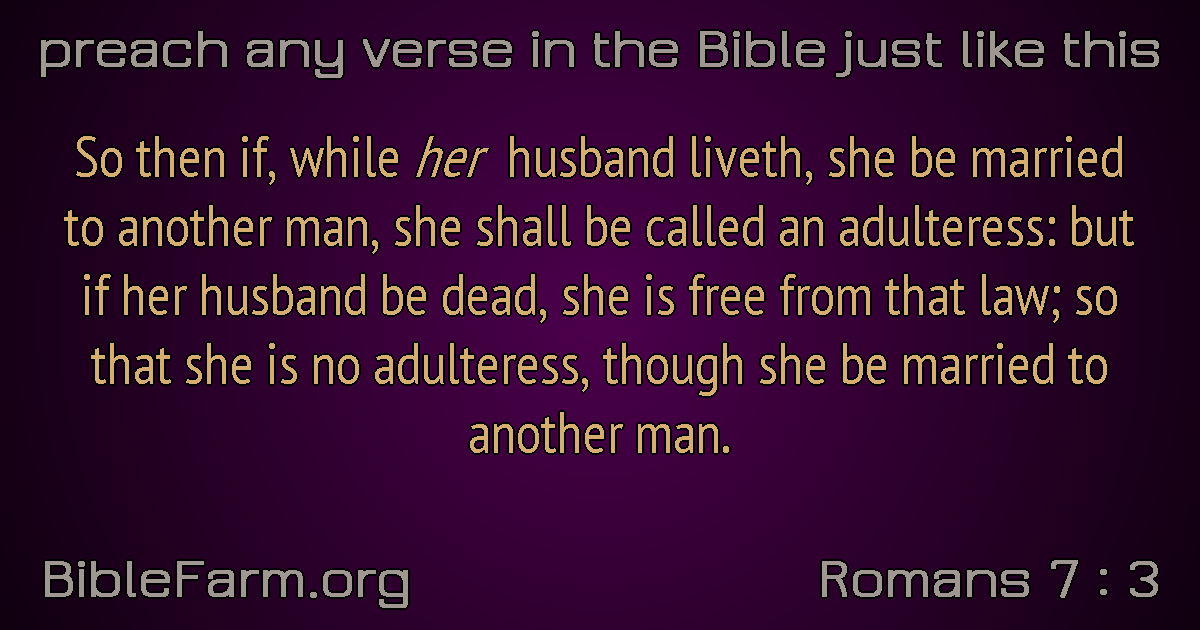 preach any verse in the Bible just like this
So then if, while her husband liveth, she be married
to another man, she shall be called an adulteress: but
if her husband be dead, she is free from that law; so
that she is no adulteress, though she be married to
another man.
BibleFarm.org
Romans 7 : 3